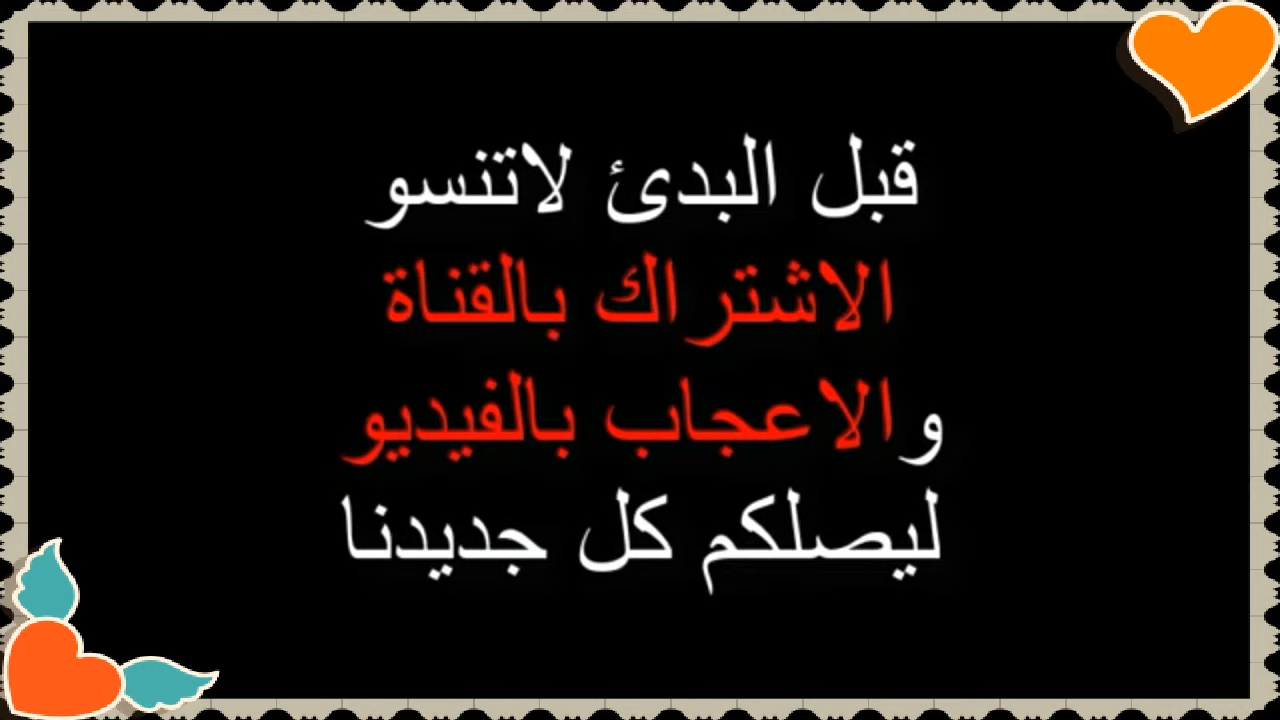 قبل البدئ لاتنسو
الاشتراك بالقناة
والاعجاب بالفيديو
ليصلكم كل جديدنا